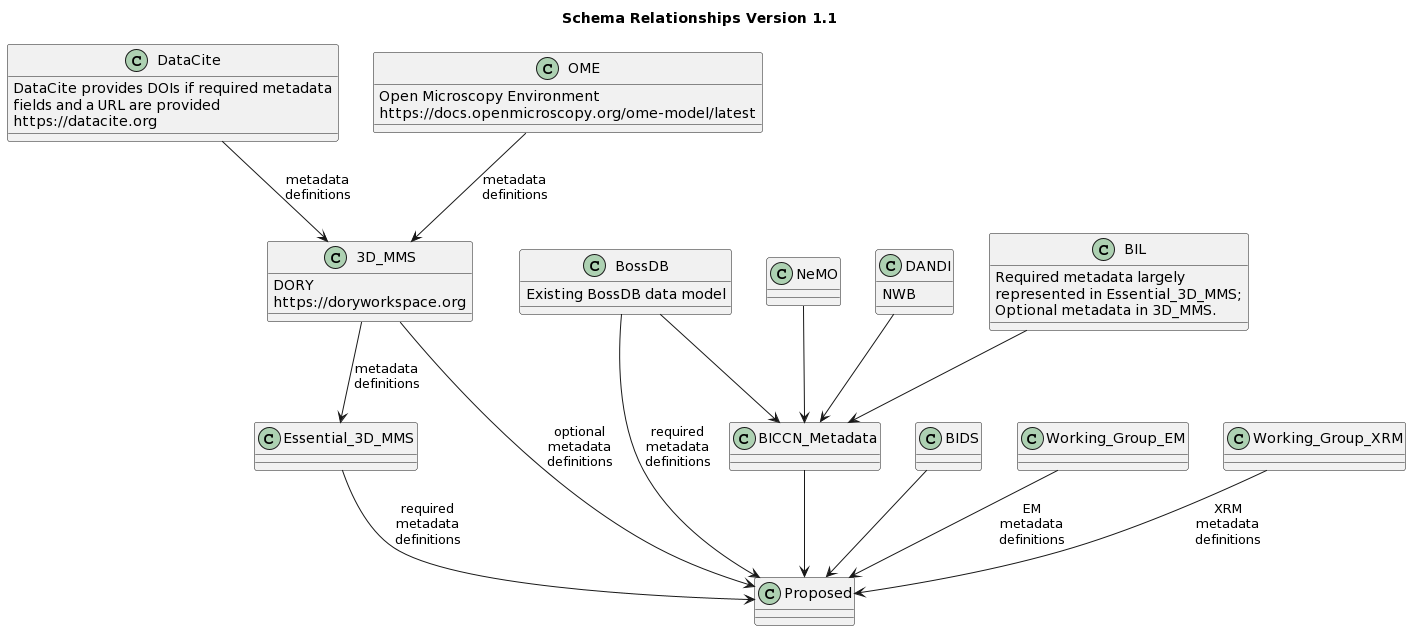 Schema Relationships Version 1.1
C DataCite
DataCite provides DOIs if required metadata
fields and a URL are provided
https://datacite.org
C OME
Open Microscopy Environment
https://docs.openmicroscopy.org/ome-model/latest
metadata
definitions
metadata
definitions
C 3D_MMS
DORY
https://doryworkspace.org
C BossDB
Existing BossDB data model
C NeMO
C DANDI
NWB
C BIL
Required metadata largely
represented in Essential_3D_MMS;
Optional metadata in 3D_MMS.
metadata
definitions
C Essential_3D_MMS
optional
metadata
definitions
required
metadata
definitions
C BICCN_Metadata
C BIDS
C Working_Group_EM
C Working_Group_XRM
required
metadata
definitions
EM
metadata
definitions
XRM
metadata
definitions
C Proposed